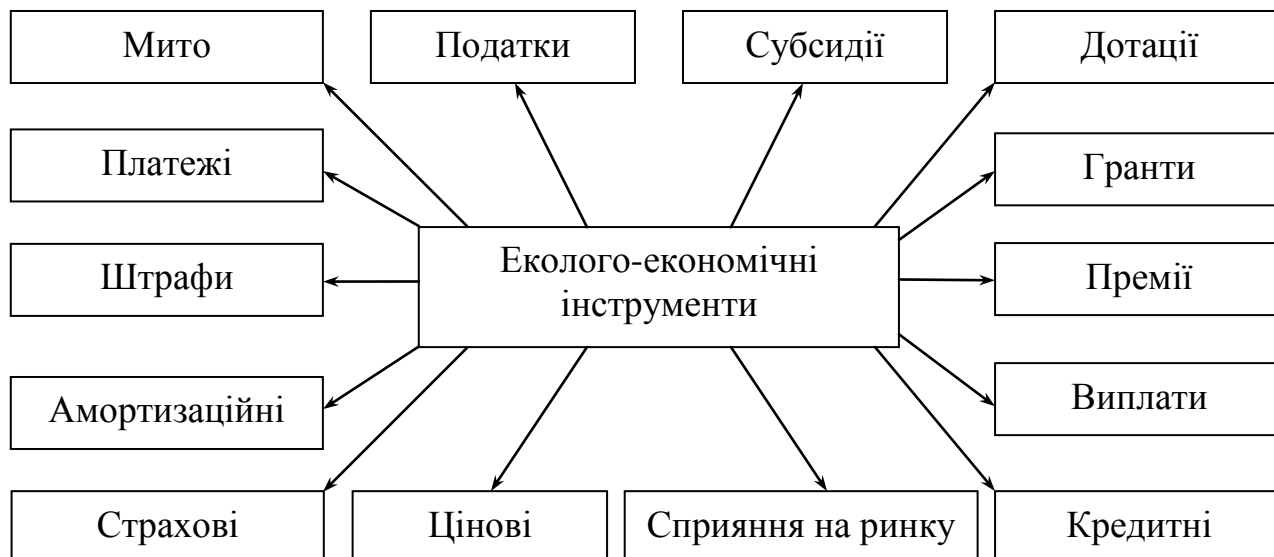 Мито
Податки
Субсидії
Дотації
Платежі
Гранти
Еколого-економічні
інструменти
Штрафи
Премії
Амортизаційні
Виплати
Страхові
Цінові
Сприяння на ринку
Кредитні